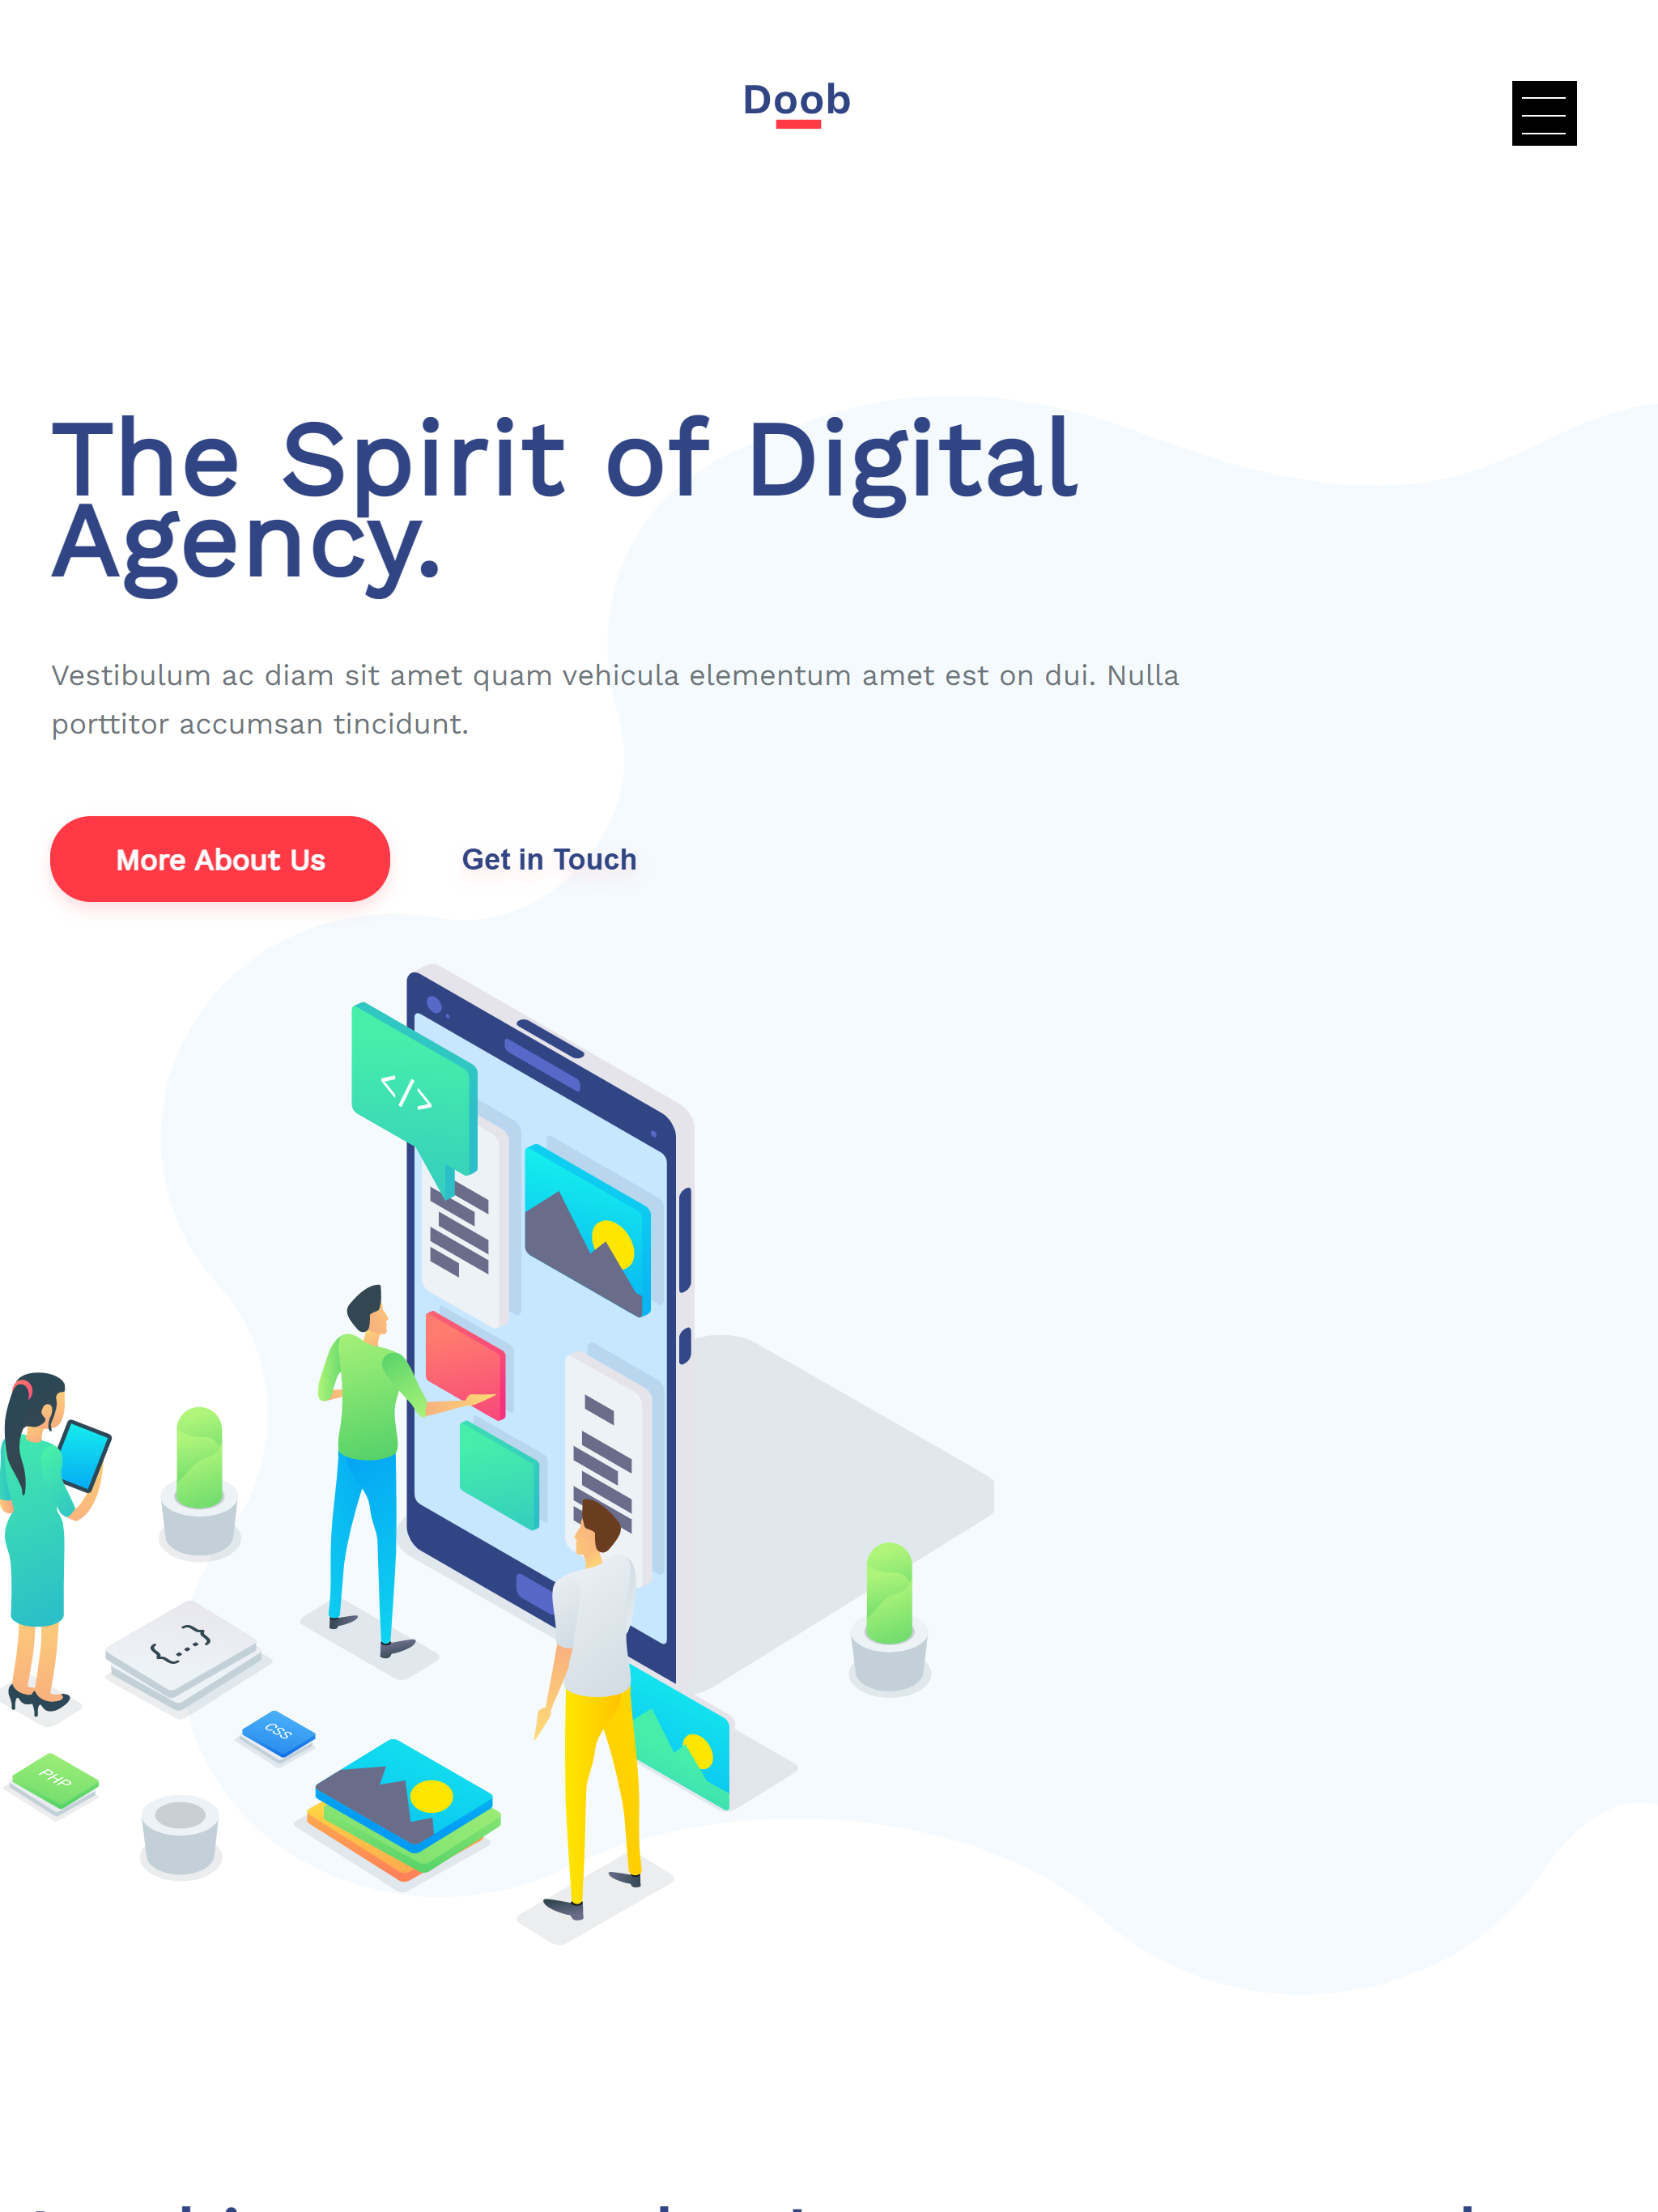 Doob
The Spirit of Digital
Agency.
Vestibulum ac diam sit amet quam vehicula elementum amet est on dui. Nulla
porttitor accumsan tincidunt.
More About Us
Get in Touch
</>
{...}
CSS
PHP